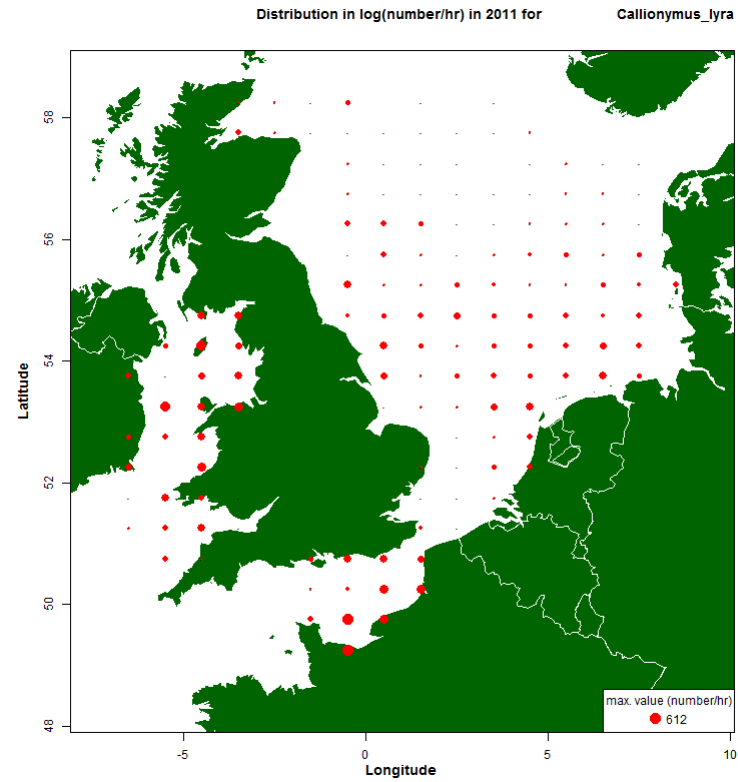 Distribution in log(number/hr) in 2011 for Callionymus_lyra
58
56
54
52
50
48
Latitude
-5 0 5 10
Longitude
max. value (number/hr)
612